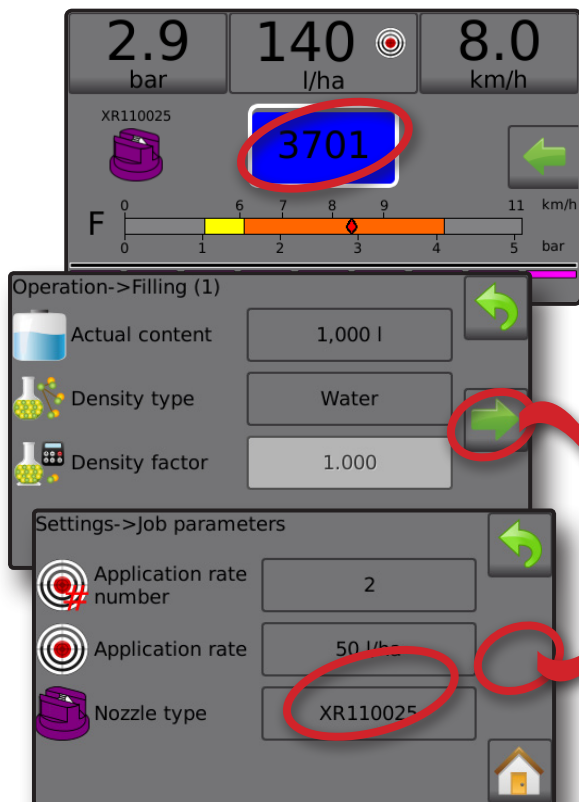 2.9 140 8.0
bar l/ha km/h
XR110025
3701
0 6 7 8 9 11 km/h
F
0 1 2 3 4 5 bar
Operation->Filling (1)
Actual content 1,000 l
Density type Water
Density factor 1.000
Settings->Job parameters
Application rate
number
2
Application rate 50 l/ha
Nozzle type XR110025